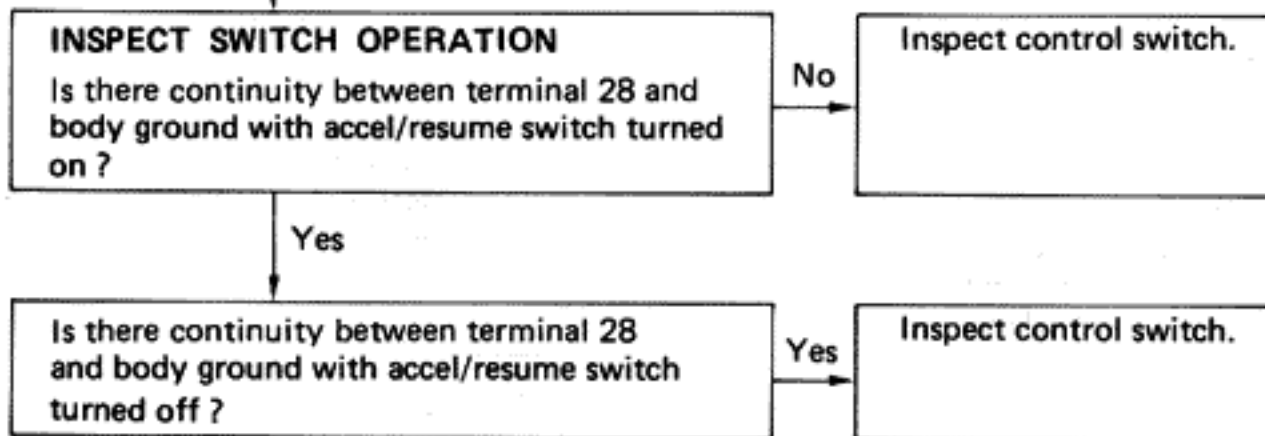 INSPECT SWITCH OPERATION
Is there continuity between terminal 28 and
body ground with accel/resume switch turned
on ?
No
Inspect control switch.
Yes
Is there continuity between terminal 28
and body ground with accel/resume switch
turned off ?
Yes
Inspect control switch.